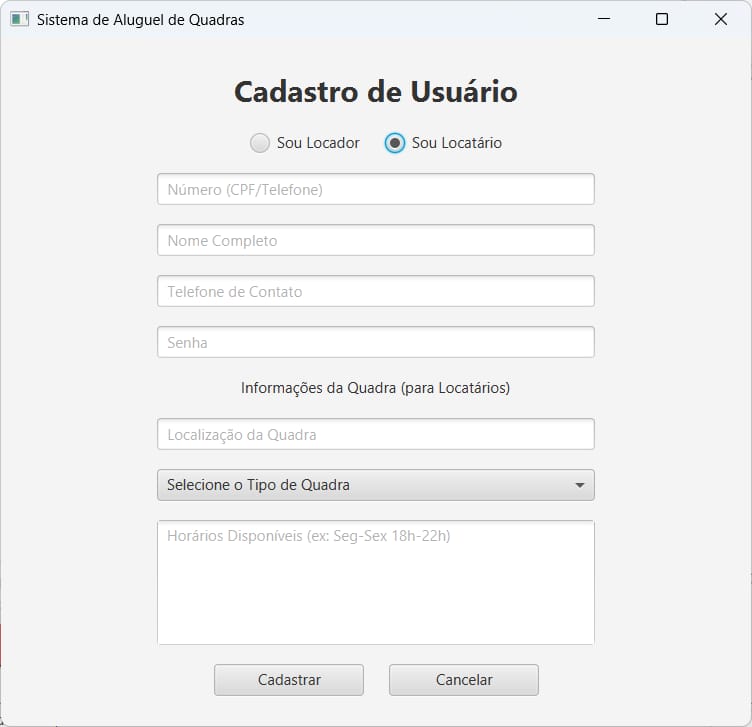 Sistema de Aluguel de Quadras
Cadastro de Usuário
Sou Locador Sou Locatário
Número (CPF/Telefone)
Nome Completo
Telefone de Contato
Senha
Informações da Quadra (para Locatários)
Localização da Quadra
Selecione o Tipo de Quadra
Horários Disponíveis (ex: Seg-Sex 18h-22h)
Cadastrar Cancelar